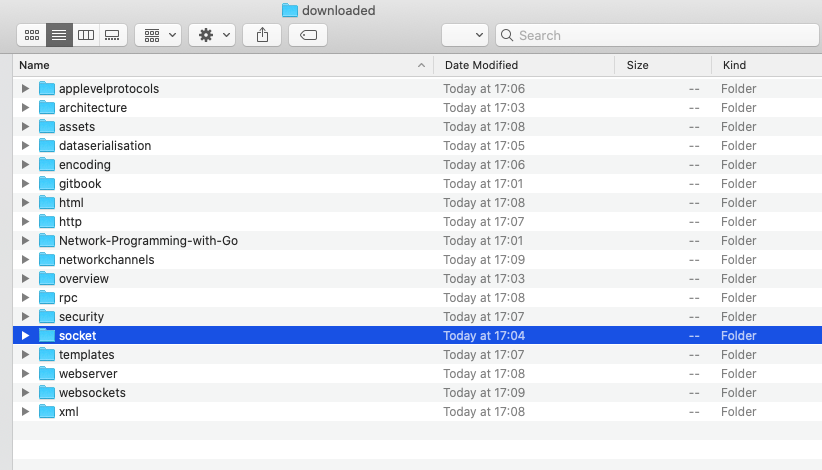 downloaded
Search
Name Date Modified Size Kind
applevelprotocols Today at 17:06 -- Folder
architecture Today at 17:03 -- Folder
assets Today at 17:08 -- Folder
dataserialisation Today at 17:05 -- Folder
encoding Today at 17:06 -- Folder
gitbook Today at 17:01 -- Folder
html Today at 17:08 -- Folder
http Today at 17:07 -- Folder
Network-Programming-with-Go Today at 17:01 -- Folder
networkchannels Today at 17:09 -- Folder
overview Today at 17:03 -- Folder
rpc Today at 17:08 -- Folder
security Today at 17:07 -- Folder
socket Today at 17:04 -- Folder
templates Today at 17:07 -- Folder
webserver Today at 17:08 -- Folder
websockets Today at 17:09 -- Folder
xml Today at 17:08 -- Folder